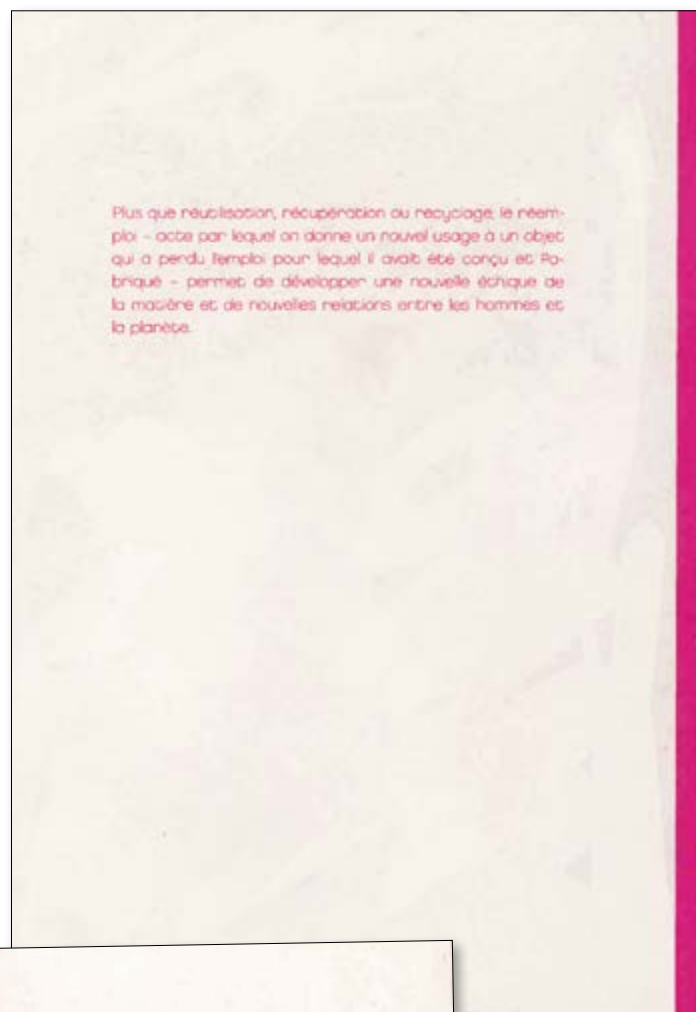 Plus que réutilisation, récupération ou recyclage, le réem-
ploi – acte par lequel on donne un nouvel usage à un objet
qui a perdu l'emploi pour lequel il avait été conçu et fa-
briqué – permet de développer une nouvelle éthique de
la matière et de nouvelles relations entre les hommes et
la planète.